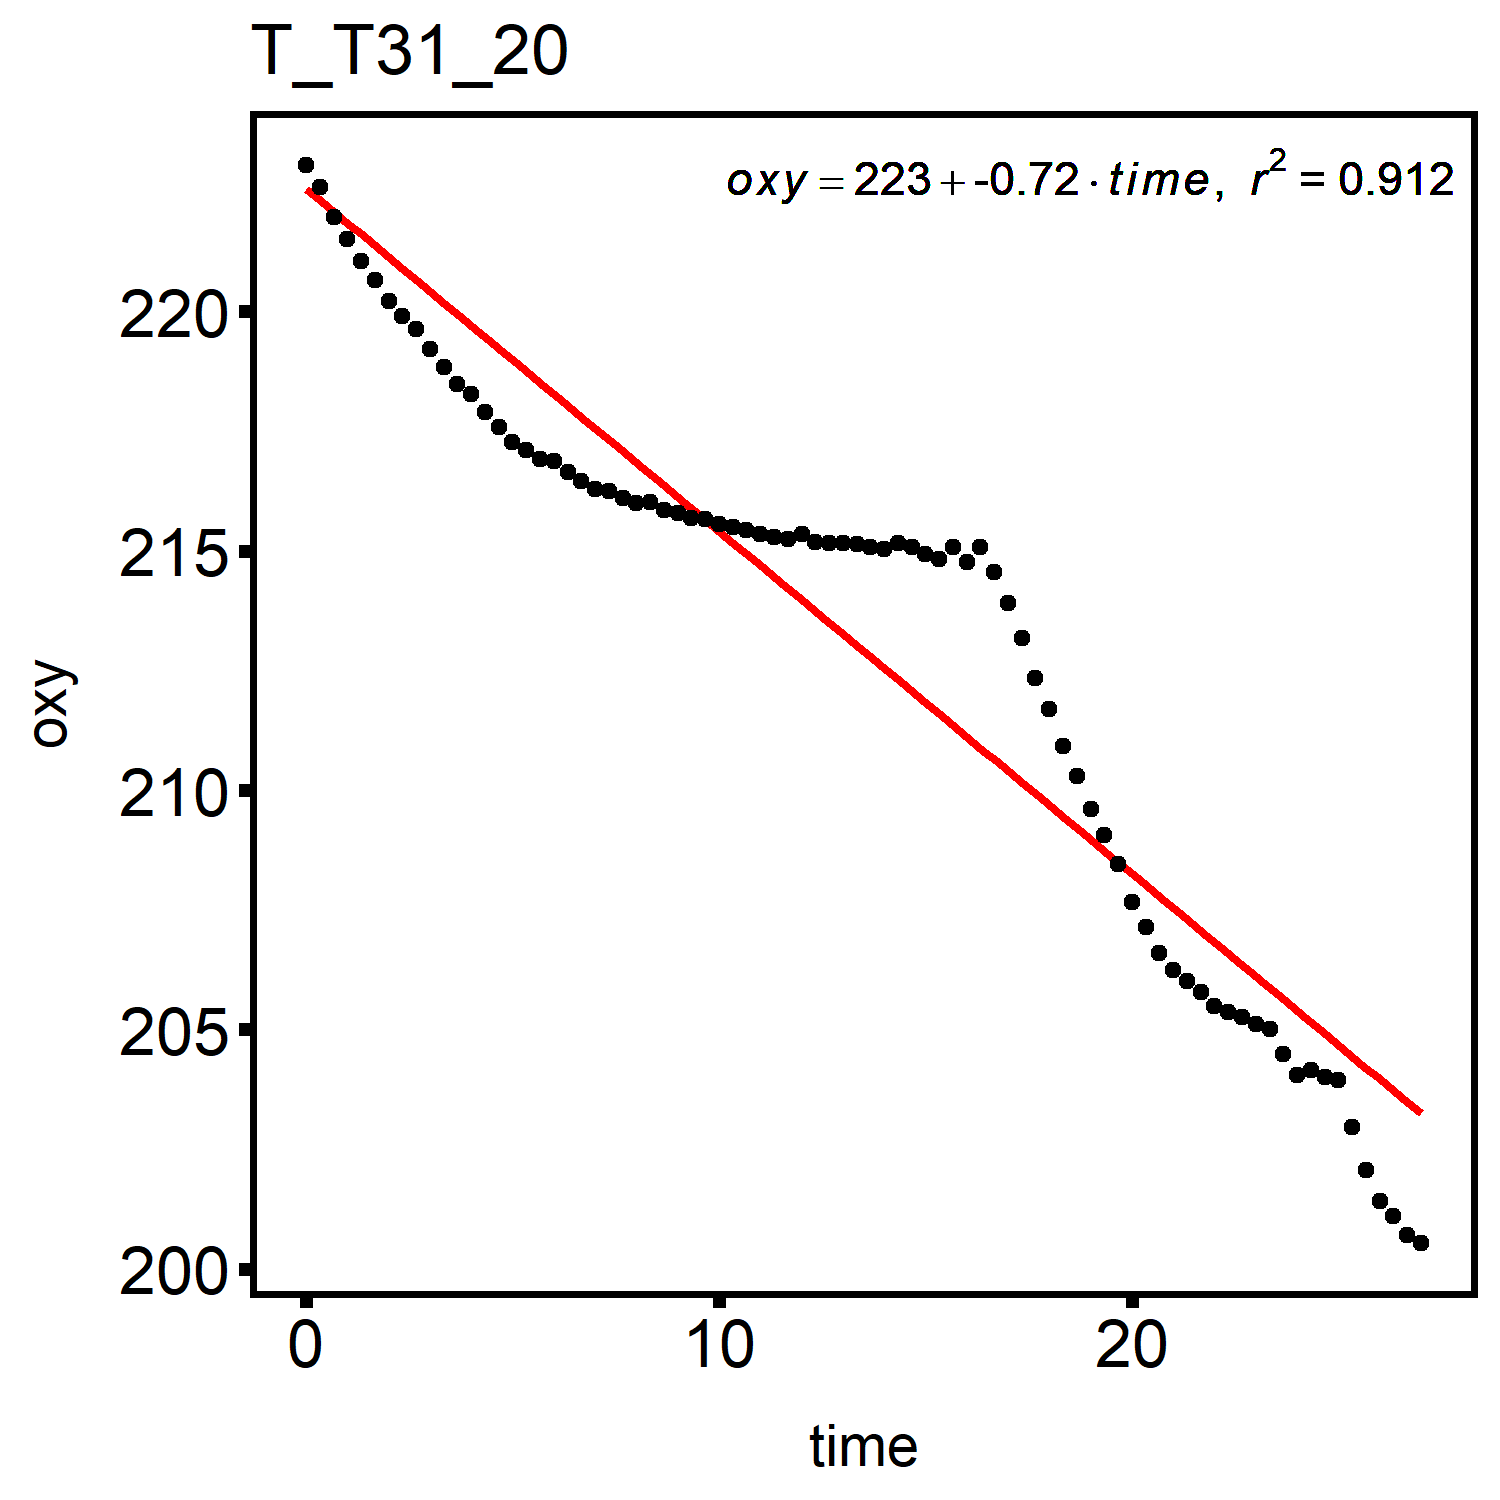 T_T31_20
oxy = 223 + -0.72 · time, r² = 0.912
220
215
210
205
200
oxy
0 10 20
time